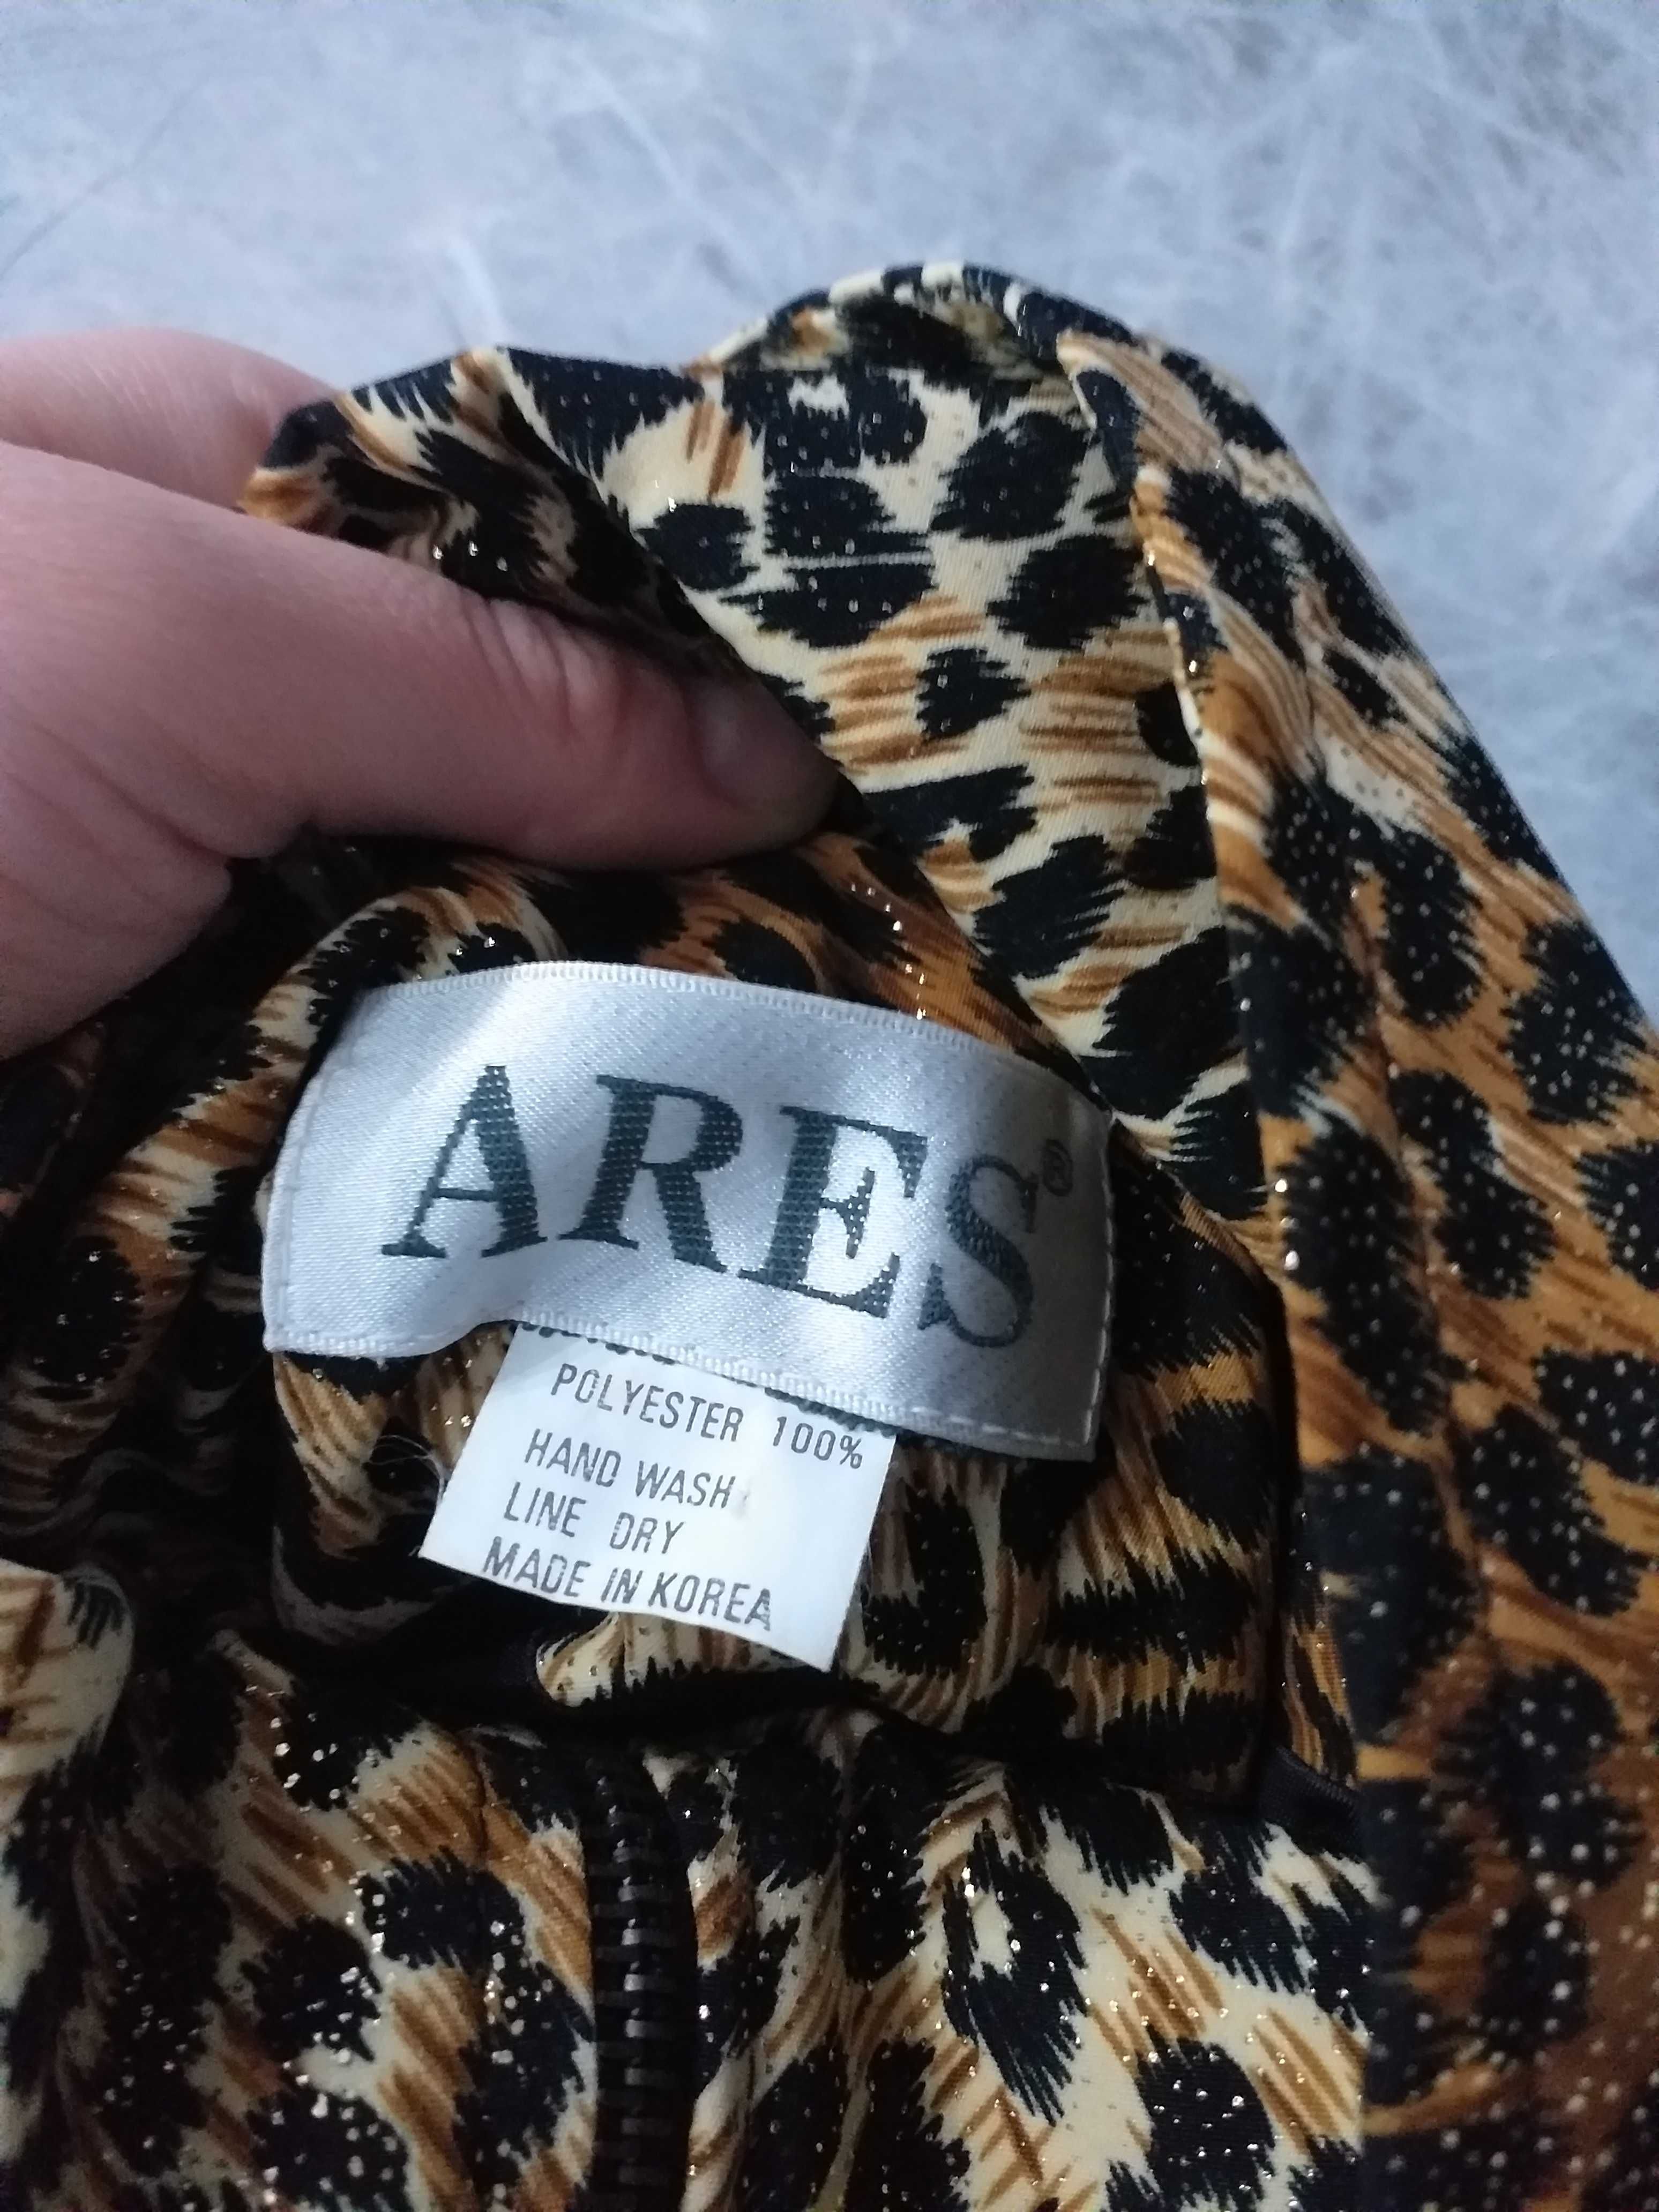 ARES®
POLYESTER 100%
HAND WASH
LINE DRY
MADE IN KOREA